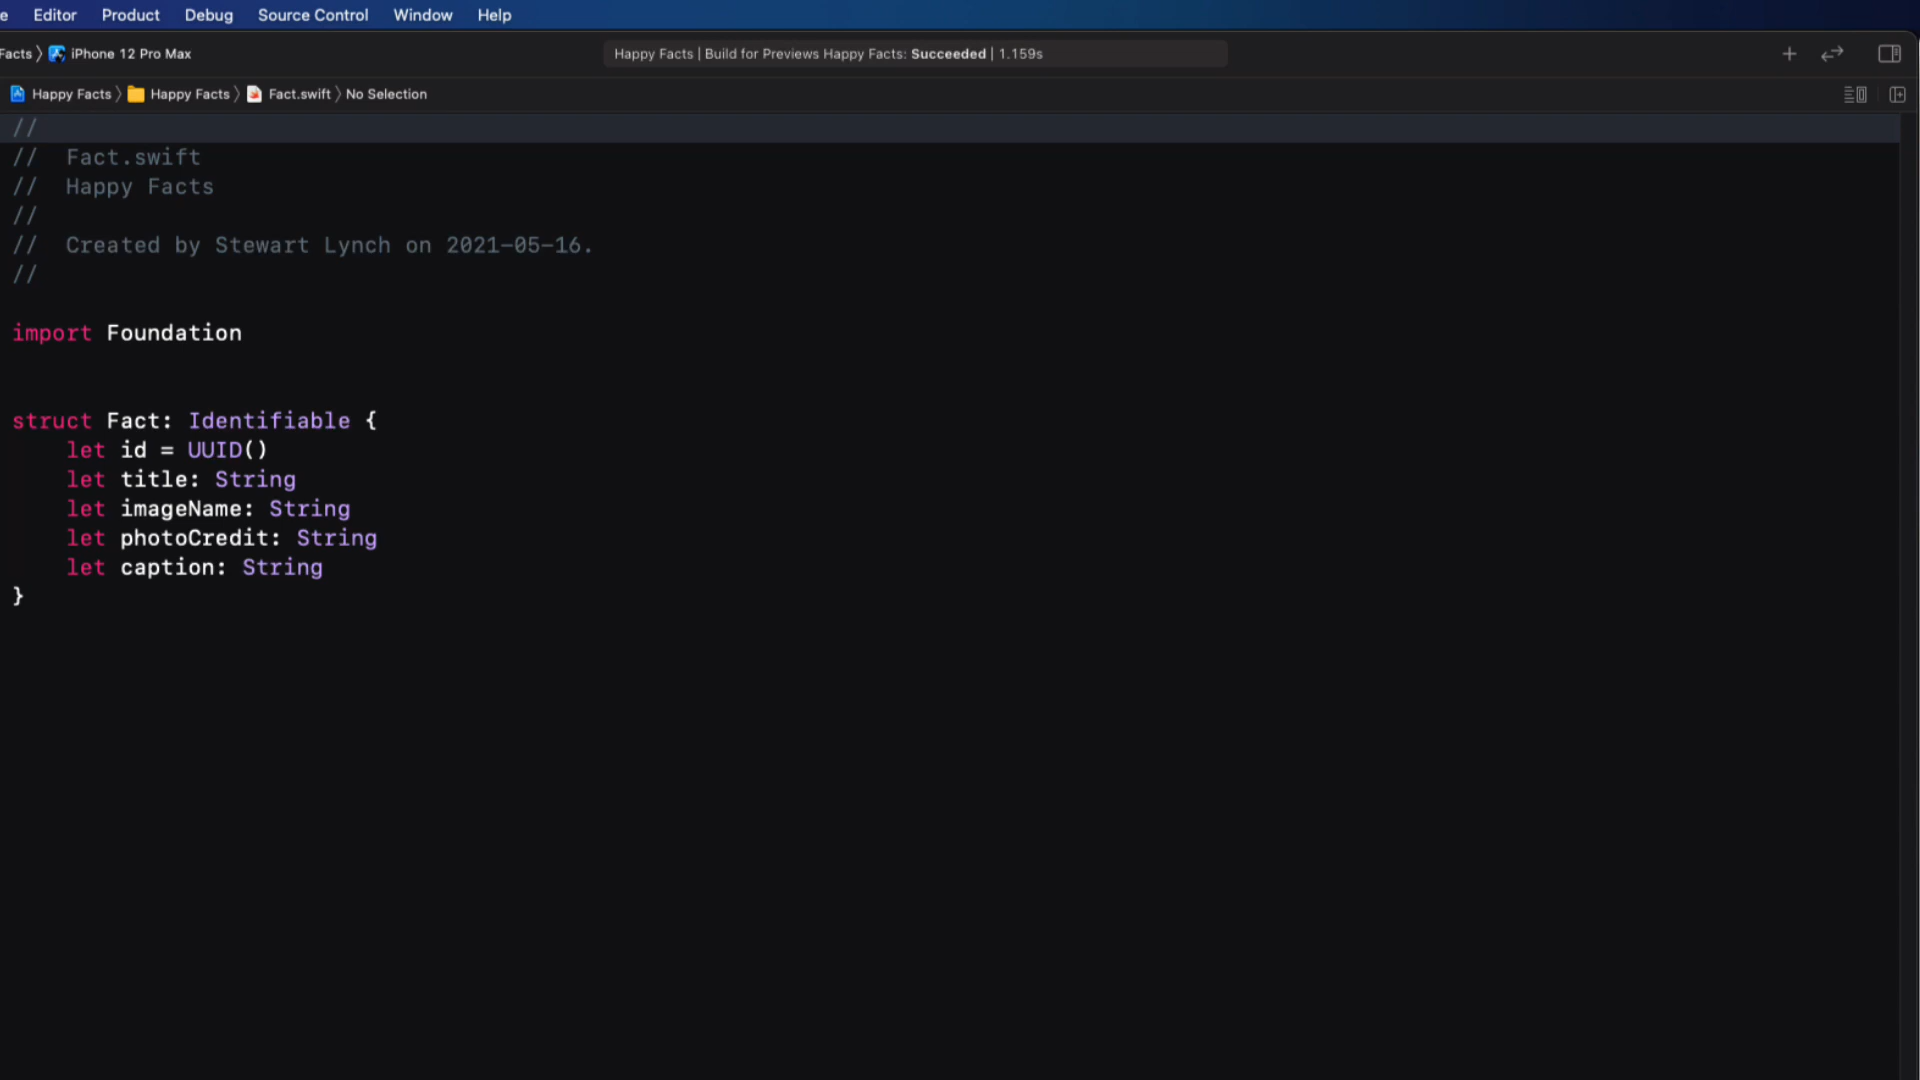 e Editor Product Debug Source Control Window Help
Facts 〉 iPhone 12 Pro Max Happy Facts | Build for Previews Happy Facts: Succeeded | 1.159s
Happy Facts 〉 Happy Facts 〉 Fact.swift 〉 No Selection
//
//  Fact.swift
//  Happy Facts
//
//  Created by Stewart Lynch on 2021-05-16.
//
import Foundation
struct Fact: Identifiable {
    let id = UUID()
    let title: String
    let imageName: String
    let photoCredit: String
    let caption: String
}